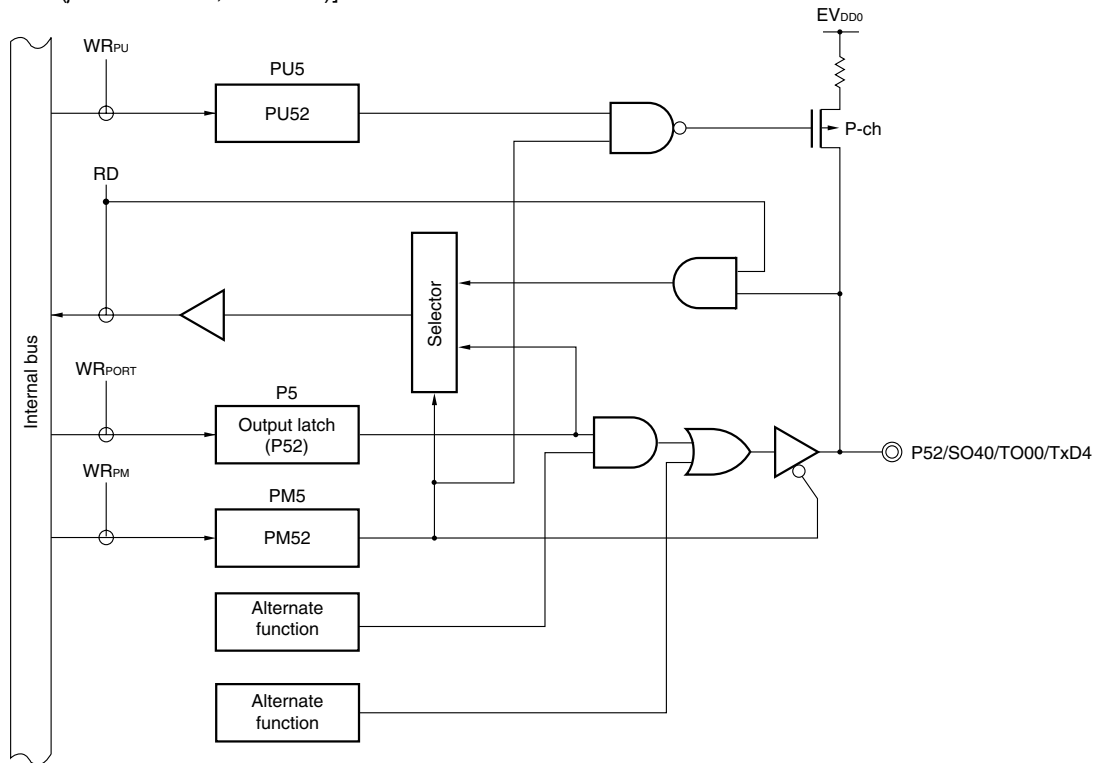 EVDD0
WRPU
PU5
PU52
P-ch
RD
Selector
Internal bus
WRPORT
P5
Output latch
(P52)
P52/SO40/TO00/TxD4
WRPM
PM5
PM52
Alternate
function
Alternate
function